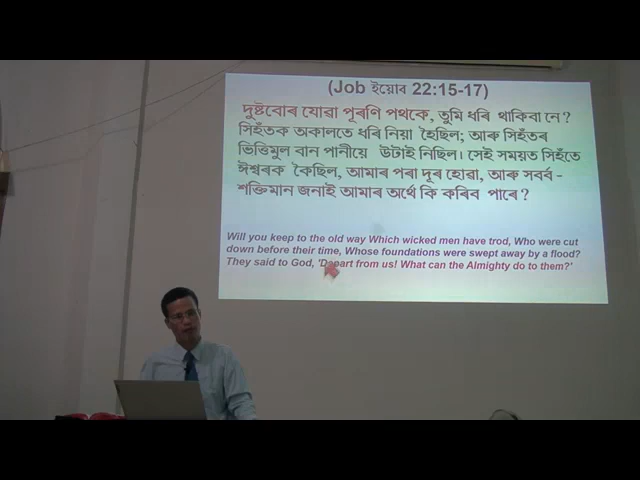 (Job ইয়োব 22:15-17)
দুষ্টবোৰ যোৱা পূৰণি পথকে, তুমি ধৰি থাকিবা নে?
সিহঁতক অকালতে ধৰি নিয়া হৈছিল; আৰু সিহঁতৰ
ভিত্তিমুল বান পানীয়ে উটাই নিছিল। সেই সময়ত সিহঁতে
ঈশ্বৰক কৈছিল, আমাৰ পৰা দূৰ হোৱা, আৰু সবৰ্ব -
শক্তিমান জনাই আমাৰ অৰ্থে কি কৰিব পাৰে?
Will you keep to the old way Which wicked men have trod, Who were cut
down before their time, Whose foundations were swept away by a flood?
They said to God, 'Depart from us! What can the Almighty do to them?'